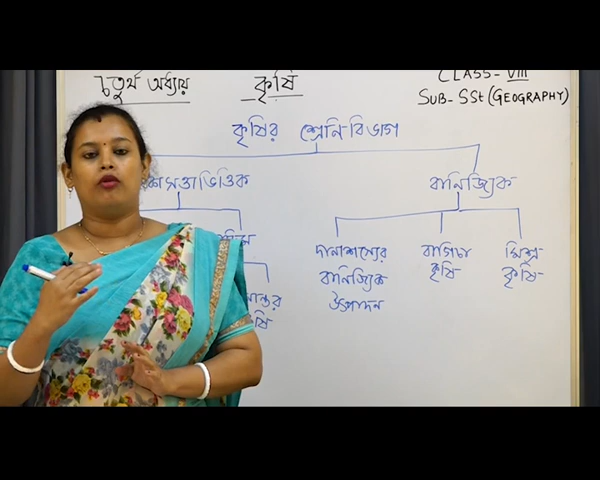 চতুর্থ অধ্যায়
কৃষি
CLASS- VIII
SUB- SSt (GEOGRAPHY)
কৃষির শ্রেনি-বিভাগ
বানিজ্যিক
দানাশস্যের বানিজ্যিক উৎপাদন
বাগিচা কৃষি
মিশ্র কৃষি